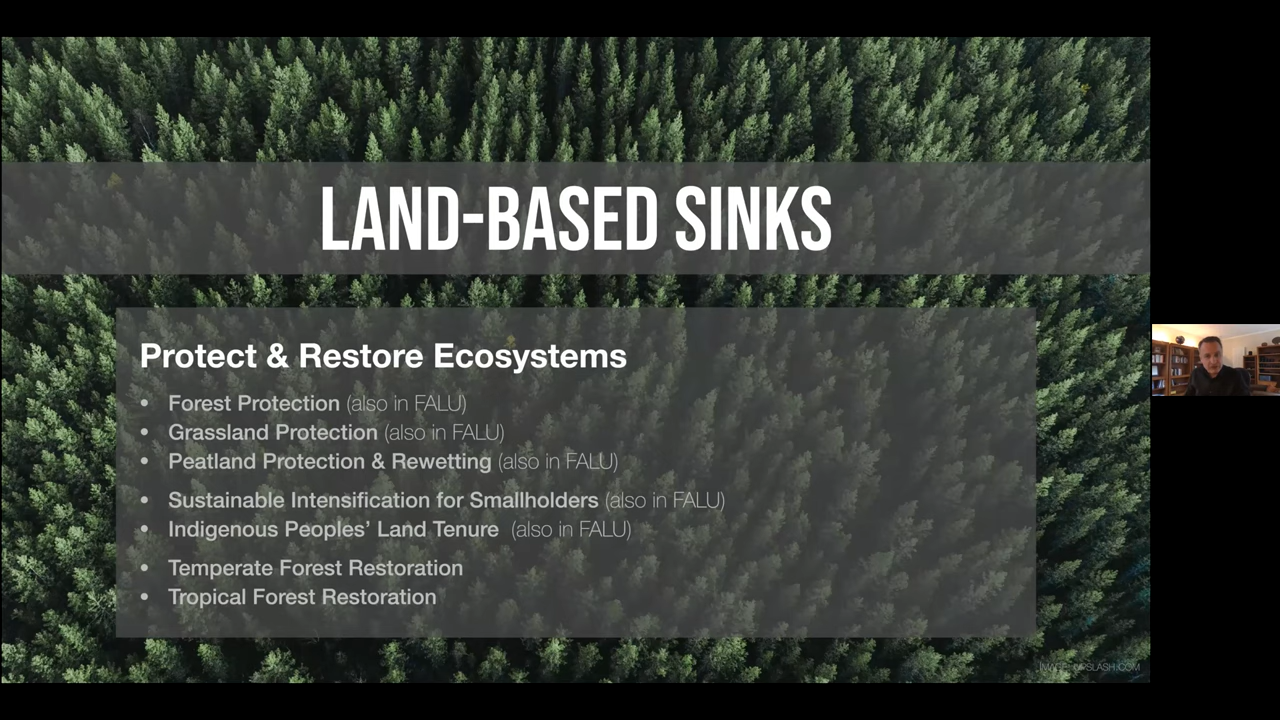 LAND-BASED SINKS
Protect & Restore Ecosystems
• Forest Protection (also in FALU)
• Grassland Protection (also in FALU)
• Peatland Protection & Rewetting (also in FALU)
• Sustainable Intensification for Smallholders (also in FALU)
• Indigenous Peoples’ Land Tenure (also in FALU)
• Temperate Forest Restoration
• Tropical Forest Restoration